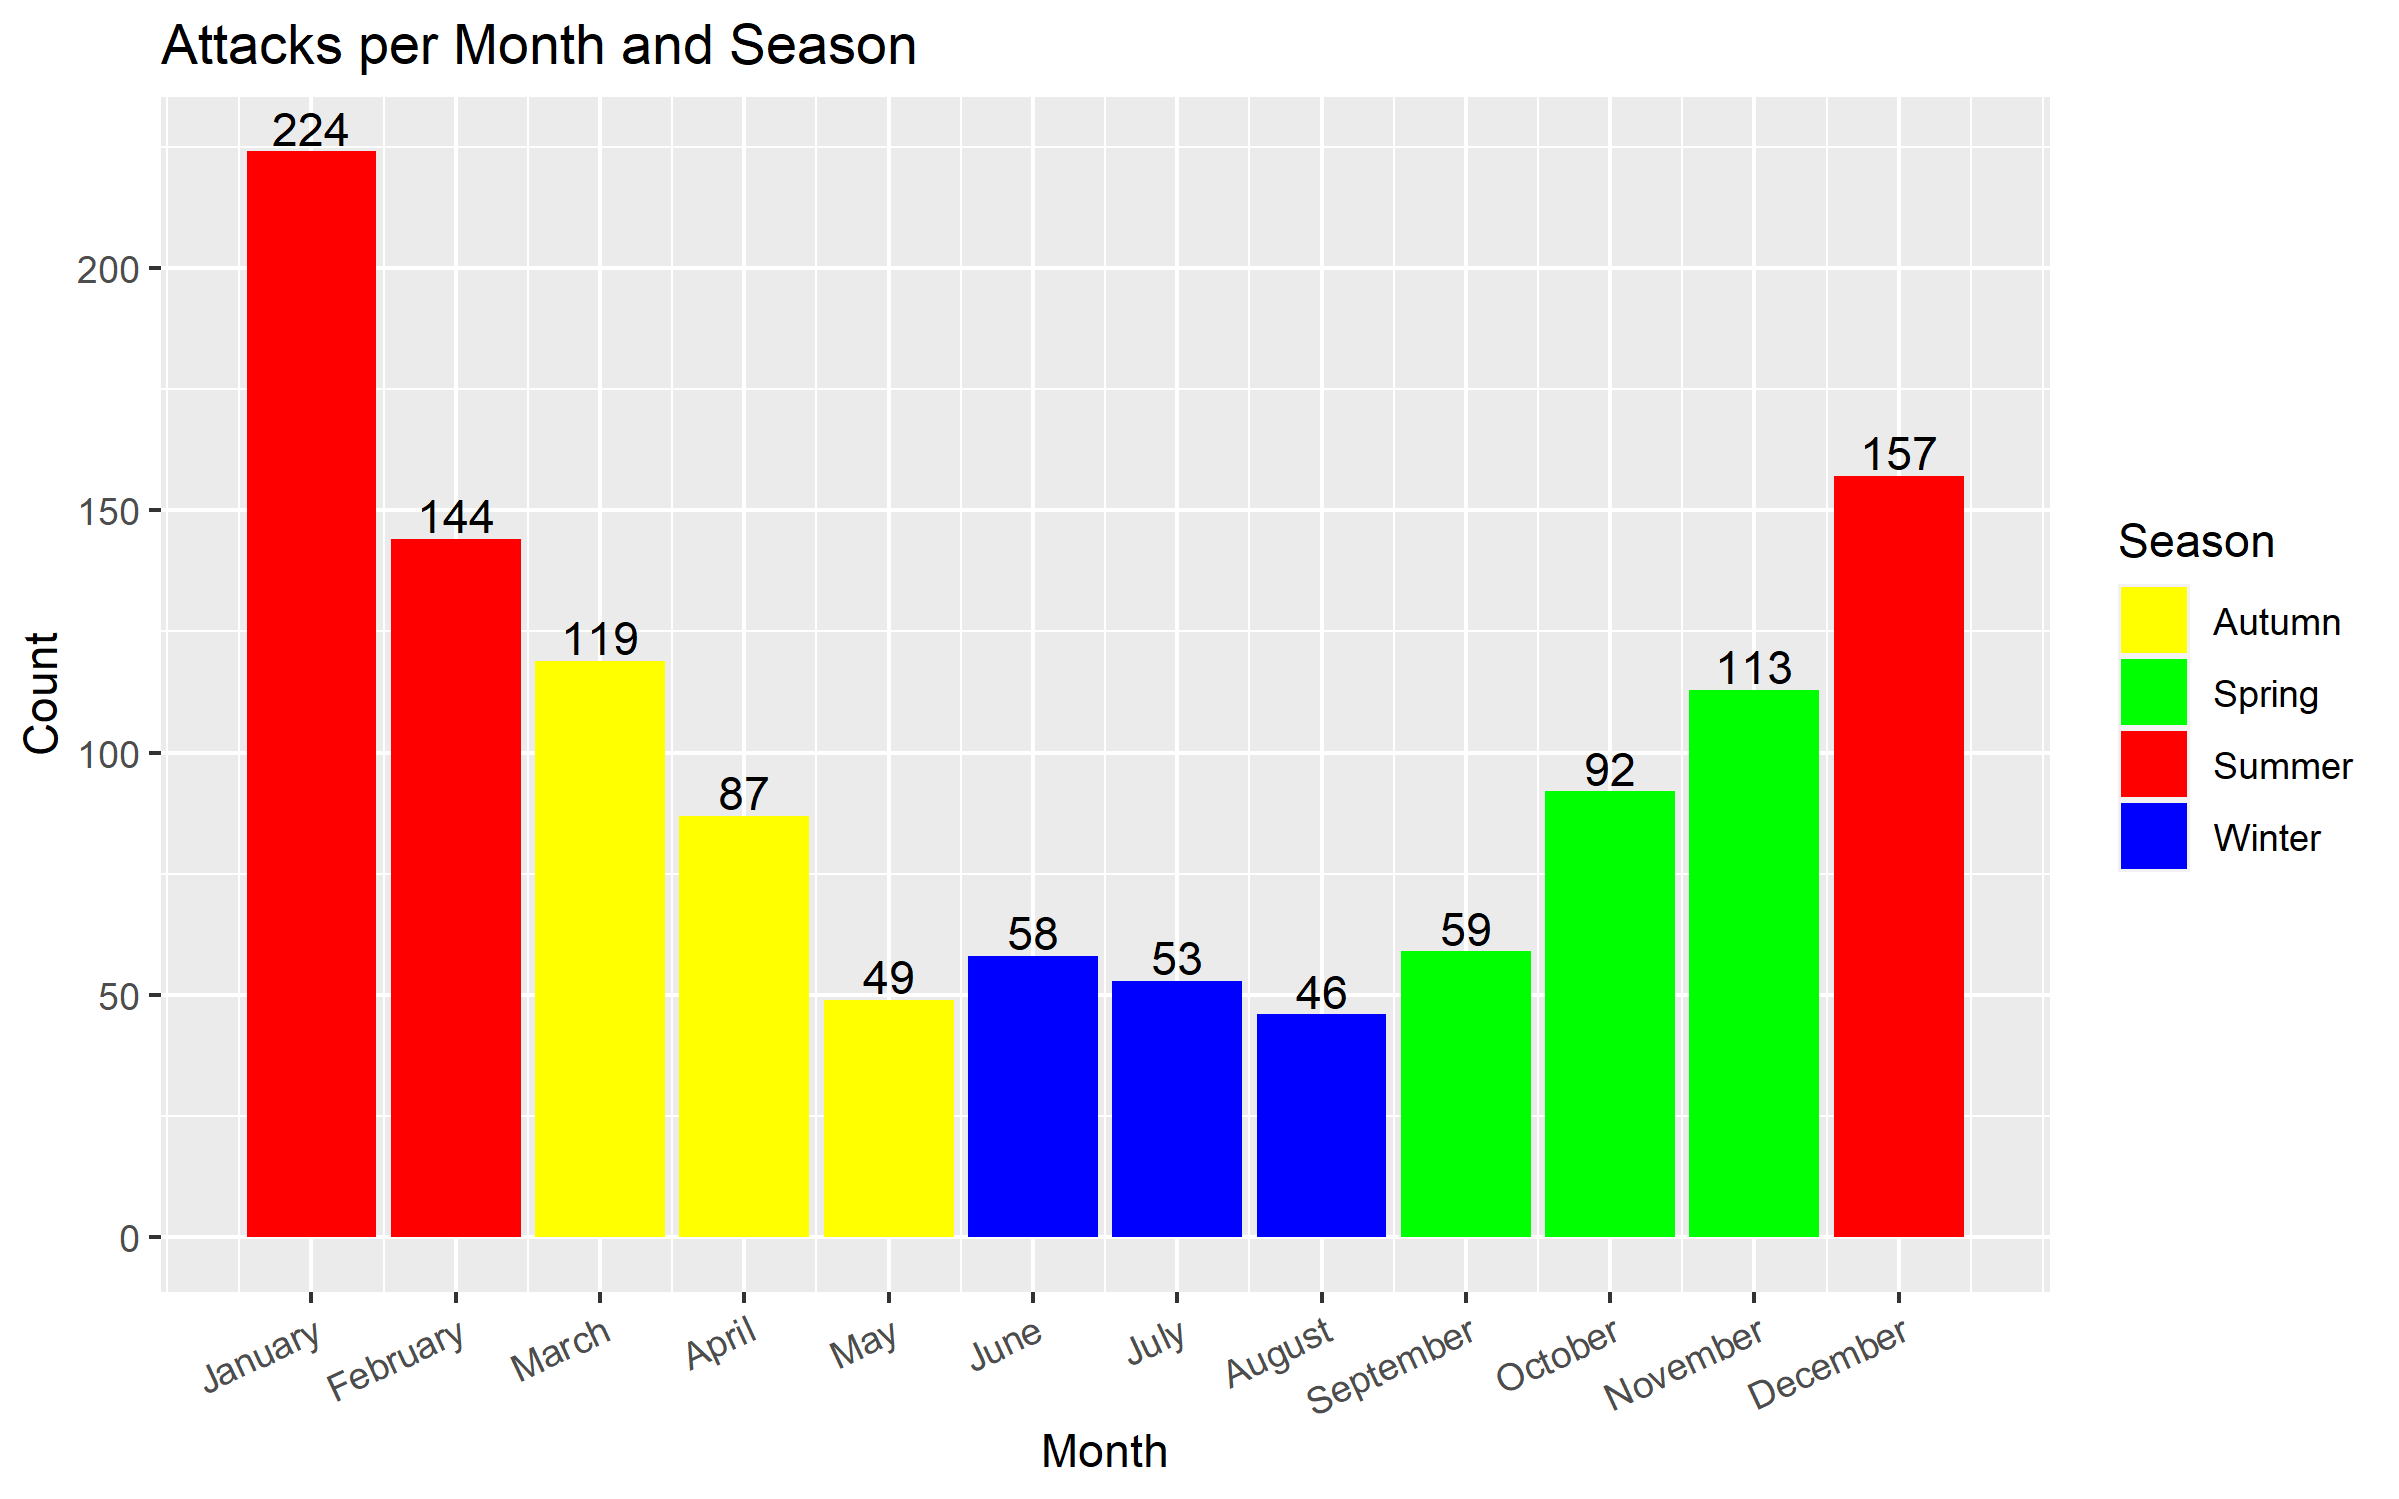 Attacks per Month and Season
224
144
119
87
49
58
53
46
59
92
113
157
200
150
100
50
0
Count
January
February
March
April
May
June
July
August
September
October
November
December
Month
Season
Autumn
Spring
Summer
Winter